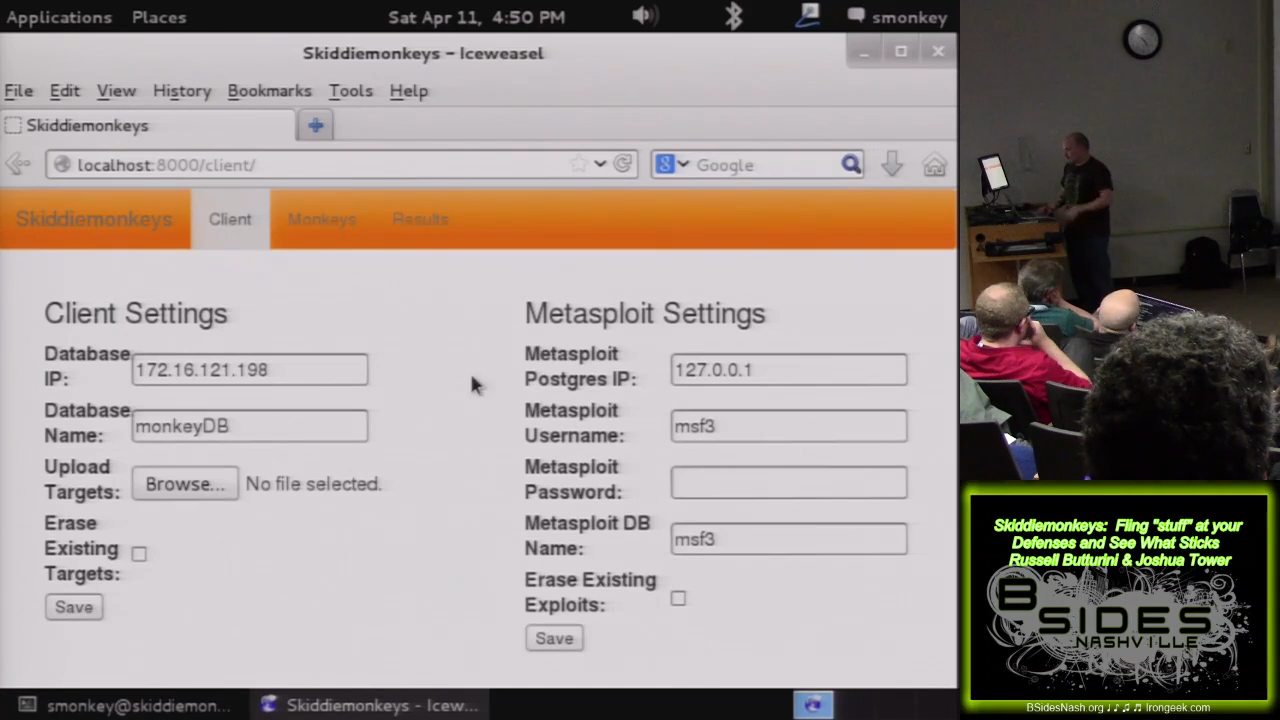 Applications Places Sat Apr 11, 4:50 PM smonkey
Skiddiemonkeys - Iceweasel
File Edit View History Bookmarks Tools Help
Skiddiemonkeys
localhost:8000/client/ Google
Skiddiemonkeys Client Monkeys Results
Client Settings
Database IP: 172.16.121.198
Database Name: monkeyDB
Upload Targets: Browse... No file selected.
Erase Existing Targets:
Save
Metasploit Settings
Metasploit Postgres IP: 127.0.0.1
Metasploit Username: msf3
Metasploit Password:
Metasploit DB Name: msf3
Erase Existing Exploits:
Save
smonkey@skiddiemon... Skiddiemonkeys - Icewe...
Skiddiemonkeys: Fling "stuff" at your
Defenses and See What Sticks
Russell Butturini & Joshua Tower
BSIDES
NASHVILLE
BSidesNash.org ♩♪♫♬ Irongeek.com